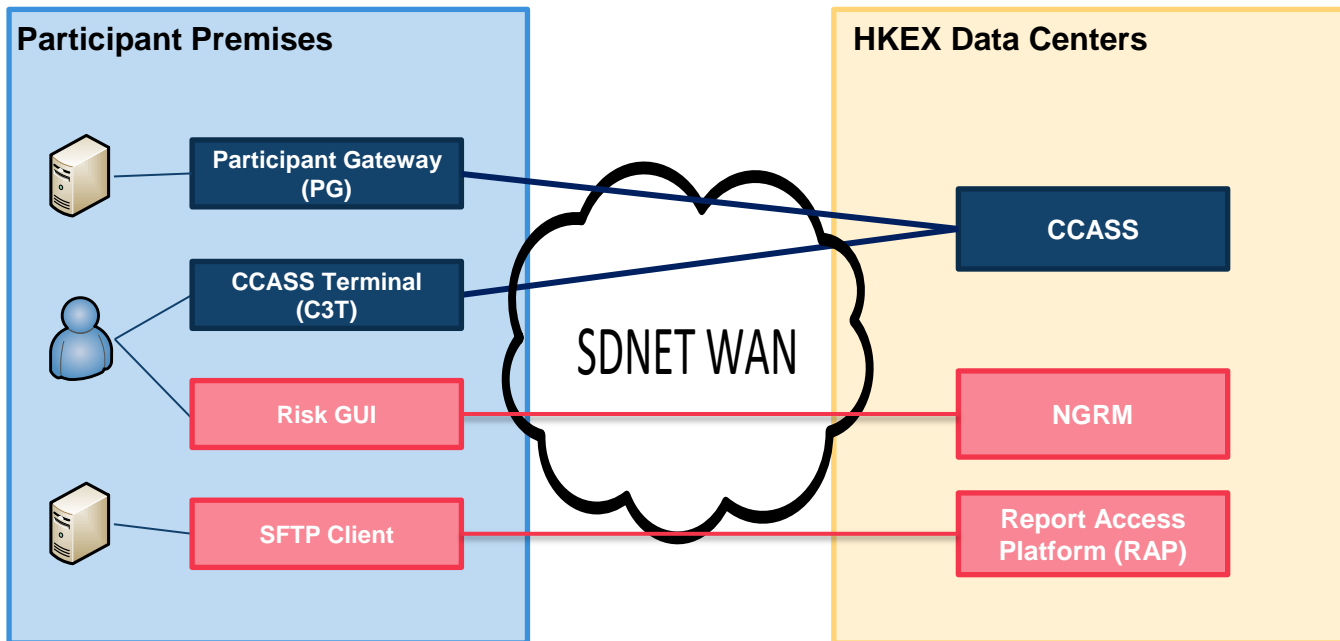 Participant Premises
HKEX Data Centers
Participant Gateway
(PG)
CCASS
CCASS Terminal
(C3T)
SDNET WAN
Risk GUI
NGRM
SFTP Client
Report Access
Platform (RAP)